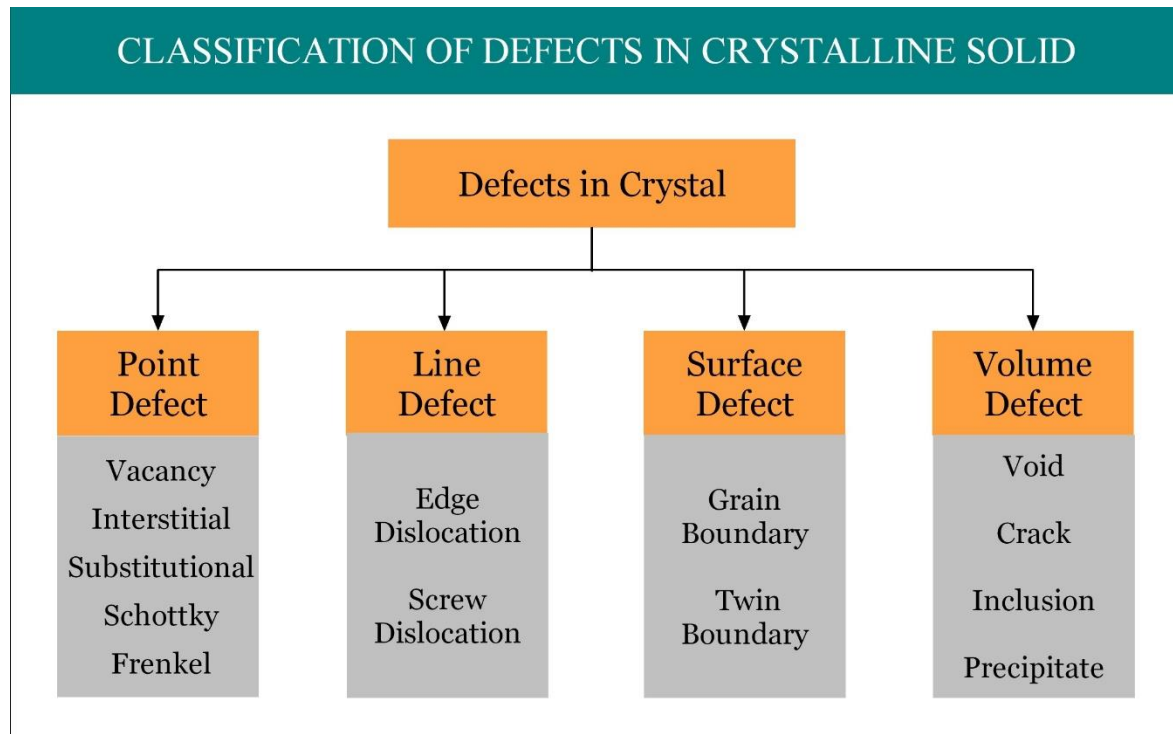 CLASSIFICATION OF DEFECTS IN CRYSTALLINE SOLID
Defects in Crystal
Point
Defect
Vacancy
Interstitial
Substitutional
Schottky
Frenkel
Line
Defect
Edge
Dislocation
Screw
Dislocation
Surface
Defect
Grain
Boundary
Twin
Boundary
Volume
Defect
Void
Crack
Inclusion
Precipitate